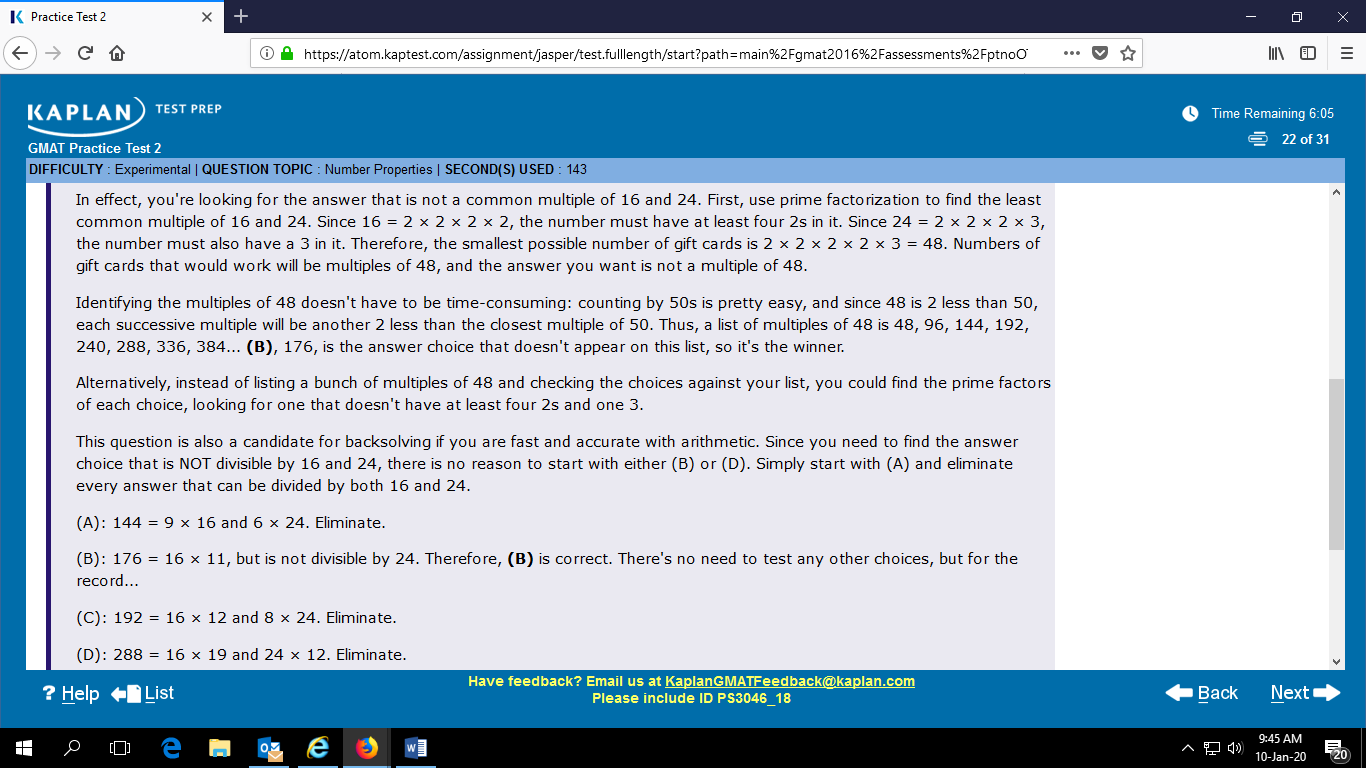 Practice Test 2
https://atom.kaptest.com/assignment/jasper/test.fulllength/start?path=main%2Fgmat2016%2Fassessments%2FptnoO
KAPLAN TEST PREP
Time Remaining 6:05
22 of 31
GMAT Practice Test 2
DIFFICULTY : Experimental | QUESTION TOPIC : Number Properties | SECOND(S) USED : 143
In effect, you're looking for the answer that is not a common multiple of 16 and 24. First, use prime factorization to find the least
common multiple of 16 and 24. Since 16 = 2 × 2 × 2 × 2, the number must have at least four 2s in it. Since 24 = 2 × 2 × 2 × 3,
the number must also have a 3 in it. Therefore, the smallest possible number of gift cards is 2 × 2 × 2 × 2 × 3 = 48. Numbers of
gift cards that would work will be multiples of 48, and the answer you want is not a multiple of 48.
Identifying the multiples of 48 doesn't have to be time-consuming: counting by 50s is pretty easy, and since 48 is 2 less than 50,
each successive multiple will be another 2 less than the closest multiple of 50. Thus, a list of multiples of 48 is 48, 96, 144, 192,
240, 288, 336, 384... (B), 176, is the answer choice that doesn't appear on this list, so it's the winner.
Alternatively, instead of listing a bunch of multiples of 48 and checking the choices against your list, you could find the prime factors
of each choice, looking for one that doesn't have at least four 2s and one 3.
This question is also a candidate for backsolving if you are fast and accurate with arithmetic. Since you need to find the answer
choice that is NOT divisible by 16 and 24, there is no reason to start with either (B) or (D). Simply start with (A) and eliminate
every answer that can be divided by both 16 and 24.
(A): 144 = 9 × 16 and 6 × 24. Eliminate.
(B): 176 = 16 × 11, but is not divisible by 24. Therefore, (B) is correct. There's no need to test any other choices, but for the
record...
(C): 192 = 16 × 12 and 8 × 24. Eliminate.
(D): 288 = 16 × 19 and 24 × 12. Eliminate.
? Help
List
Have feedback? Email us at KaplanGMATFeedback@kaplan.com
Please include ID PS3046_18
Back
Next
9:45 AM
10-Jan-20
20